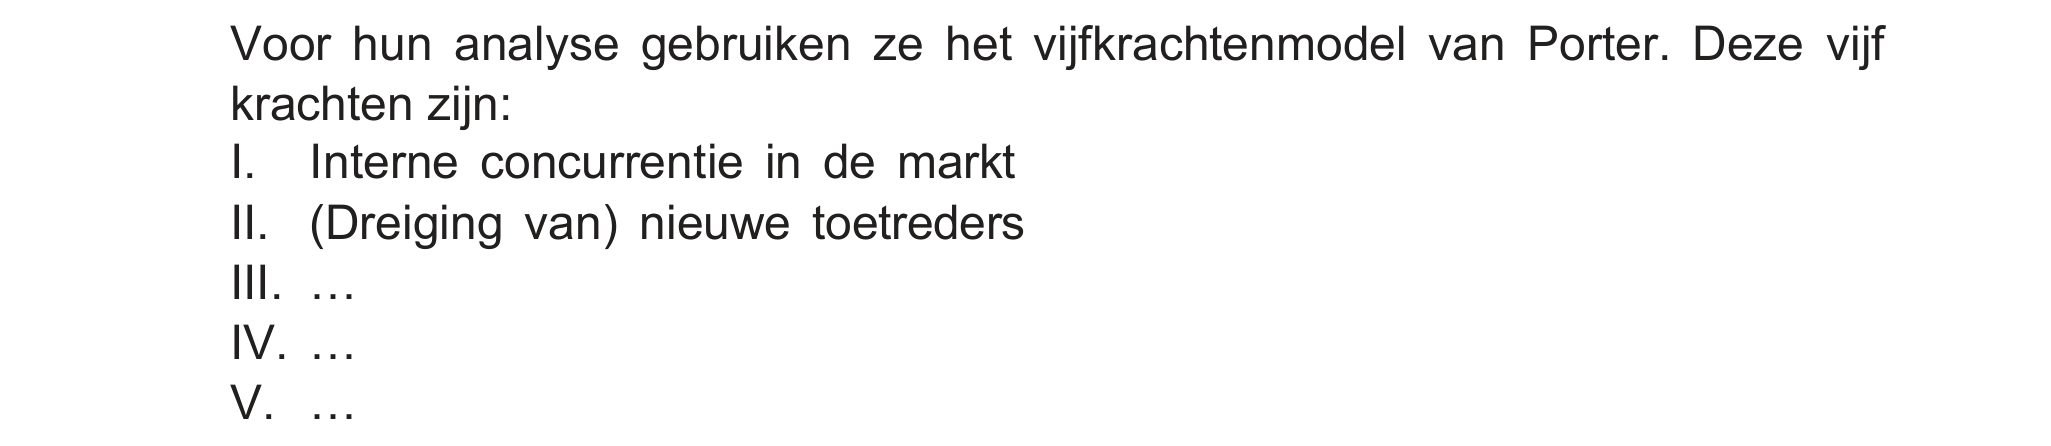 Voor hun analyse gebruiken ze het vijfkrachtenmodel van Porter. Deze vijf
krachten zijn:
I. Interne concurrentie in de markt
II. (Dreiging van) nieuwe toetreders
III. …
IV. …
V. …